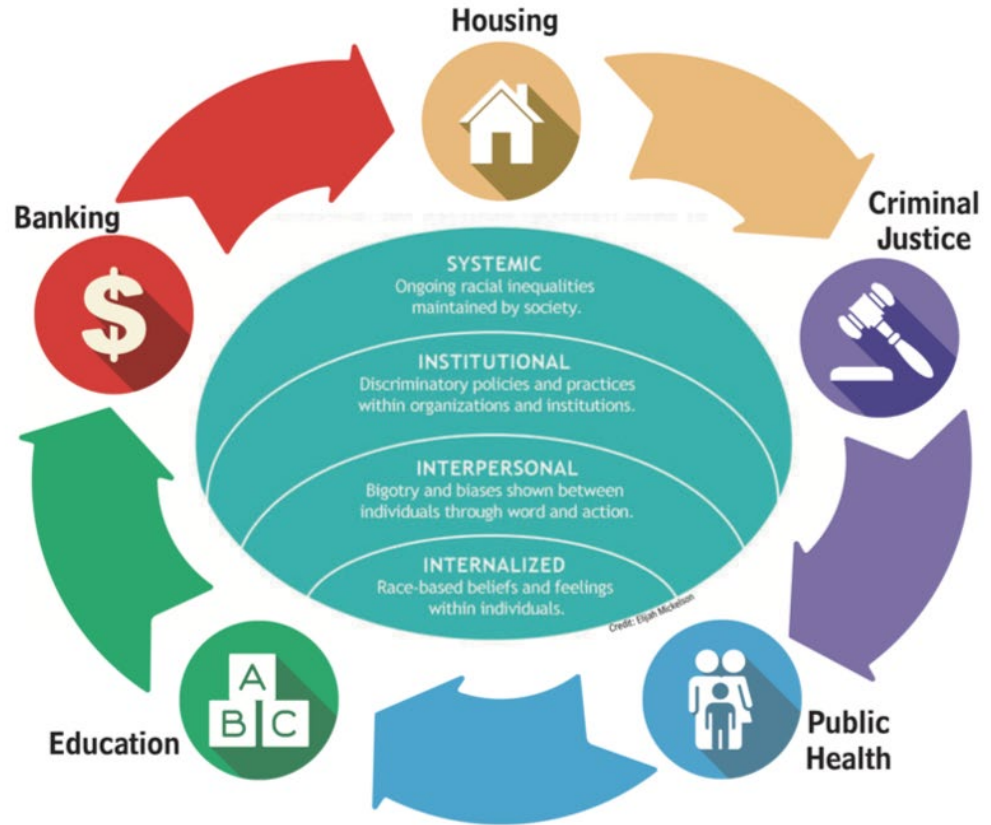 Housing
Banking
Criminal
Justice
SYSTEMIC
Ongoing racial inequalities
maintained by society.
INSTITUTIONAL
Discriminatory policies and practices
within organizations and institutions.
INTERPERSONAL
Bigotry and biases shown between
individuals through word and action.
INTERNALIZED
Race-based beliefs and feelings
within individuals.
Credit: Elijah Mickelson
$
A
B C
Education
Public
Health